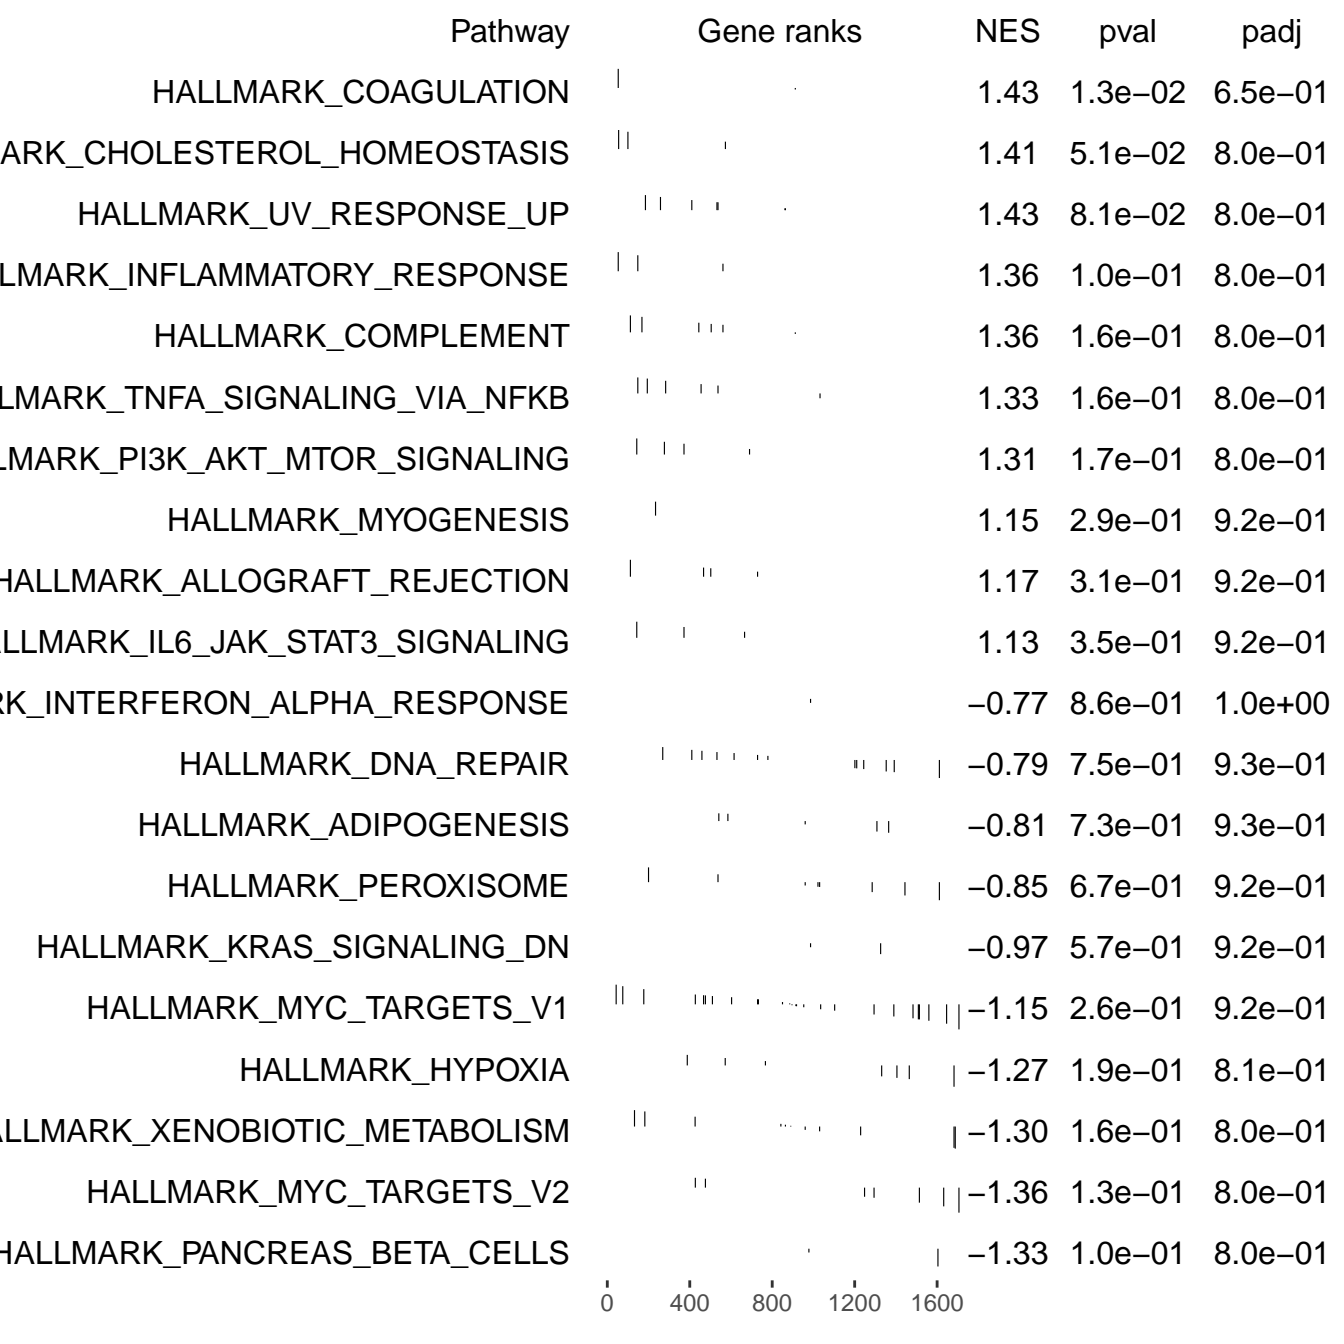 Pathway Gene ranks NES pval padj
HALLMARK_COAGULATION 1.43 1.3e−02 6.5e−01
ARK_CHOLESTEROL_HOMEOSTASIS 1.41 5.1e−02 8.0e−01
HALLMARK_UV_RESPONSE_UP 1.43 8.1e−02 8.0e−01
LMARK_INFLAMMATORY_RESPONSE 1.36 1.0e−01 8.0e−01
HALLMARK_COMPLEMENT 1.36 1.6e−01 8.0e−01
LMARK_TNFA_SIGNALING_VIA_NFKB 1.33 1.6e−01 8.0e−01
LMARK_PI3K_AKT_MTOR_SIGNALING 1.31 1.7e−01 8.0e−01
HALLMARK_MYOGENESIS 1.15 2.9e−01 9.2e−01
HALLMARK_ALLOGRAFT_REJECTION 1.17 3.1e−01 9.2e−01
ALLMARK_IL6_JAK_STAT3_SIGNALING 1.13 3.5e−01 9.2e−01
RK_INTERFERON_ALPHA_RESPONSE −0.77 8.6e−01 1.0e+00
HALLMARK_DNA_REPAIR −0.79 7.5e−01 9.3e−01
HALLMARK_ADIPOGENESIS −0.81 7.3e−01 9.3e−01
HALLMARK_PEROXISOME −0.85 6.7e−01 9.2e−01
HALLMARK_KRAS_SIGNALING_DN −0.97 5.7e−01 9.2e−01
HALLMARK_MYC_TARGETS_V1 −1.15 2.6e−01 9.2e−01
HALLMARK_HYPOXIA −1.27 1.9e−01 8.1e−01
ALLMARK_XENOBIOTIC_METABOLISM −1.30 1.6e−01 8.0e−01
HALLMARK_MYC_TARGETS_V2 −1.36 1.3e−01 8.0e−01
HALLMARK_PANCREAS_BETA_CELLS −1.33 1.0e−01 8.0e−01
0 400 800 1200 1600